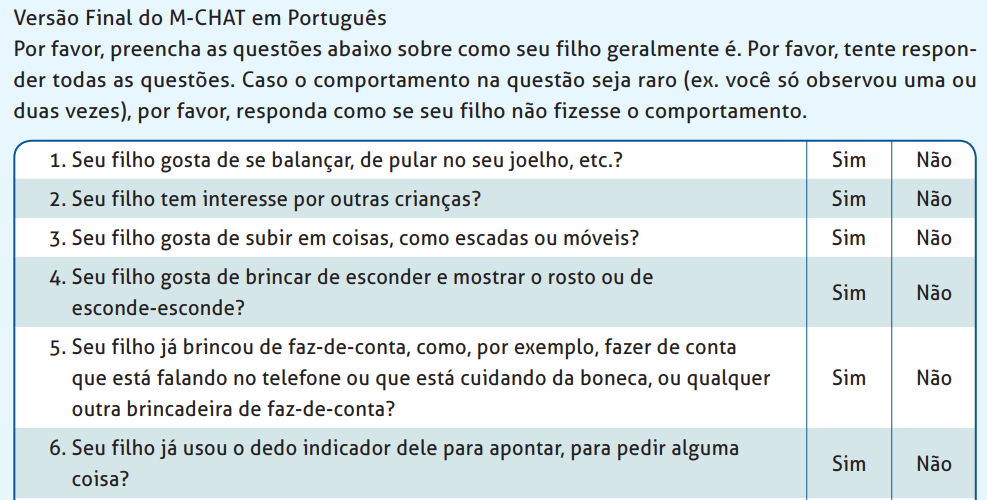 Versão Final do M-CHAT em Português
Por favor, preencha as questões abaixo sobre como seu filho geralmente é. Por favor, tente respon-
der todas as questões. Caso o comportamento na questão seja raro (ex. você só observou uma ou
duas vezes), por favor, responda como se seu filho não fizesse o comportamento.
1. Seu filho gosta de se balançar, de pular no seu joelho, etc.? Sim Não
2. Seu filho tem interesse por outras crianças? Sim Não
3. Seu filho gosta de subir em coisas, como escadas ou móveis? Sim Não
4. Seu filho gosta de brincar de esconder e mostrar o rosto ou de
esconde-esconde? Sim Não
5. Seu filho já brincou de faz-de-conta, como, por exemplo, fazer de conta
que está falando no telefone ou que está cuidando da boneca, ou qualquer Sim Não
outra brincadeira de faz-de-conta?
6. Seu filho já usou o dedo indicador dele para apontar, para pedir alguma
coisa? Sim Não